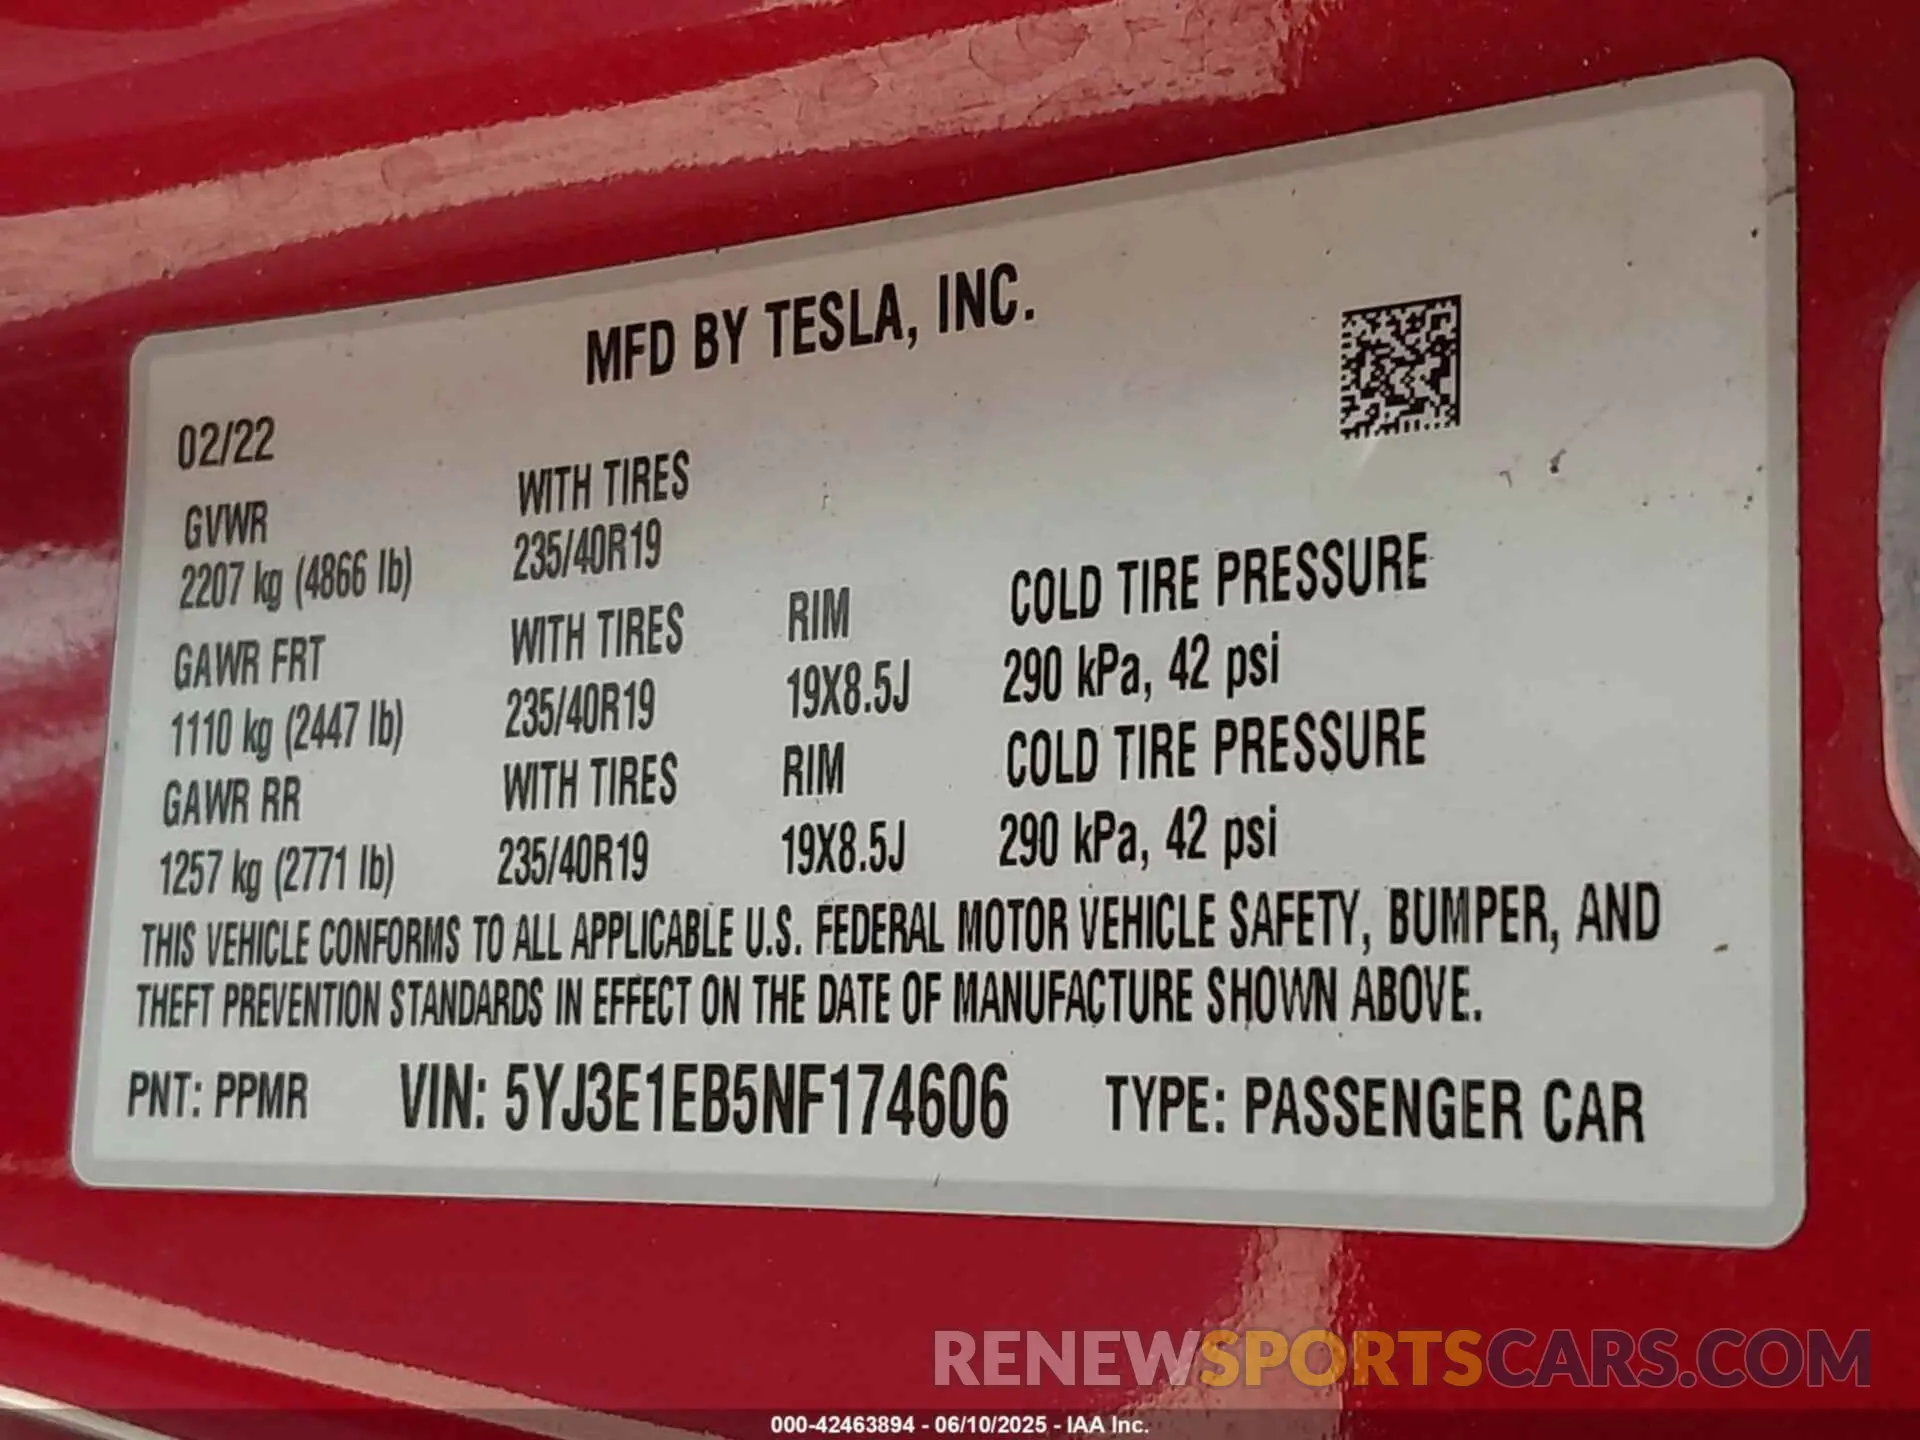 MFD BY TESLA, INC.
02/22
GVWR WITH TIRES
2207 kg (4866 lb) 235/40R19
GAWR FRT WITH TIRES RIM COLD TIRE PRESSURE
1110 kg (2447 lb) 235/40R19 19X8.5J 290 kPa, 42 psi
GAWR RR WITH TIRES RIM COLD TIRE PRESSURE
1257 kg (2771 lb) 235/40R19 19X8.5J 290 kPa, 42 psi
THIS VEHICLE CONFORMS TO ALL APPLICABLE U.S. FEDERAL MOTOR VEHICLE SAFETY, BUMPER, AND
THEFT PREVENTION STANDARDS IN EFFECT ON THE DATE OF MANUFACTURE SHOWN ABOVE.
PNT: PPMR VIN: 5YJ3E1EB5NF174606 TYPE: PASSENGER CAR
RENEWSPORTSCARS.COM
000-42463894 - 06/10/2025 - IAA Inc.